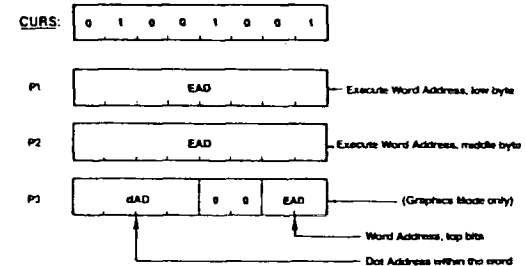 CURS: 0 1 0 0 1 0 0 1
P1 EAD Execute Word Address, low byte
P2 EAD Execute Word Address, middle byte
P3 dAD 0 0 EAD (Graphics Mode only)
Word Address, top bits
Dot Address within the word